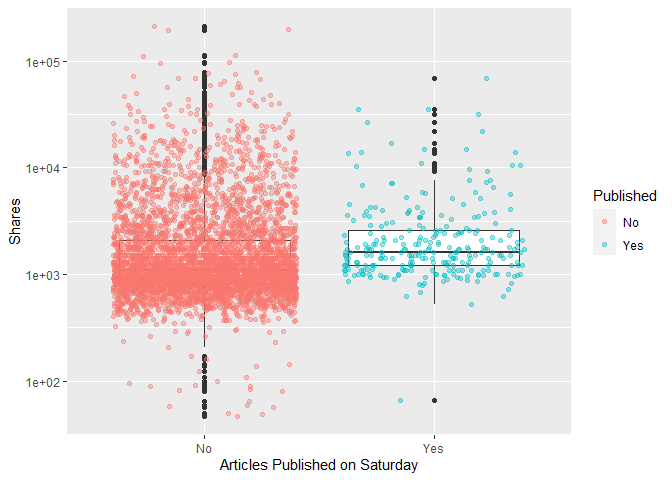 Shares
1e+05
1e+04
1e+03
1e+02
No
Yes
Articles Published on Saturday
Published
No
Yes